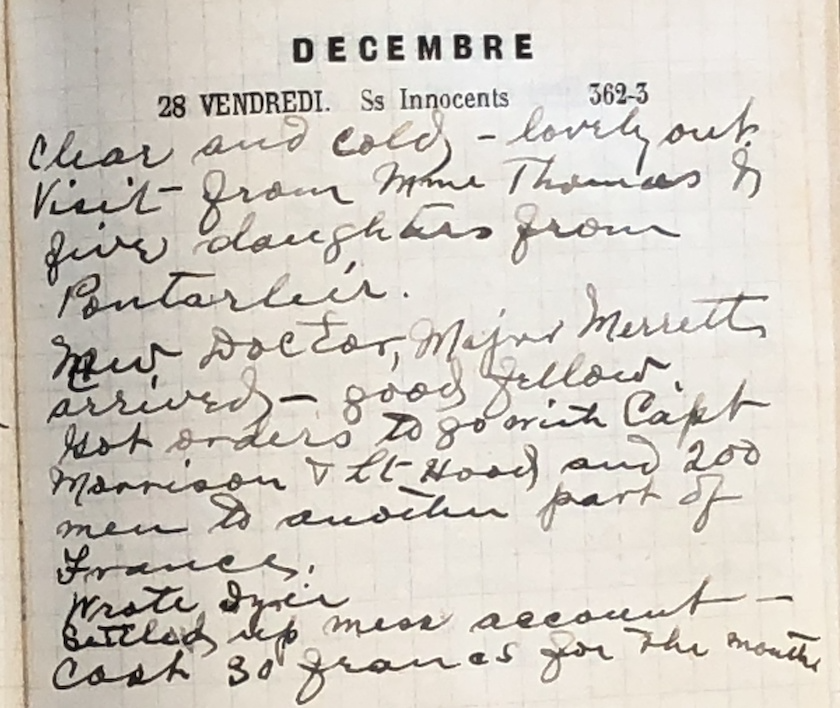 DECEMBRE
28 VENDREDI. Ss Innocents 362-3
Clear and cold - lovely out
Visit from Mme Thomas &
five daughters from
Pontarleir.
New Doctor, Major Merrett
arrived - good fellow.
Got orders to go with Capt
Morrison & Lt Hood and 200
men to another part of
France.
Wrote
Settled up mess account -
Cost 30 francs for the month